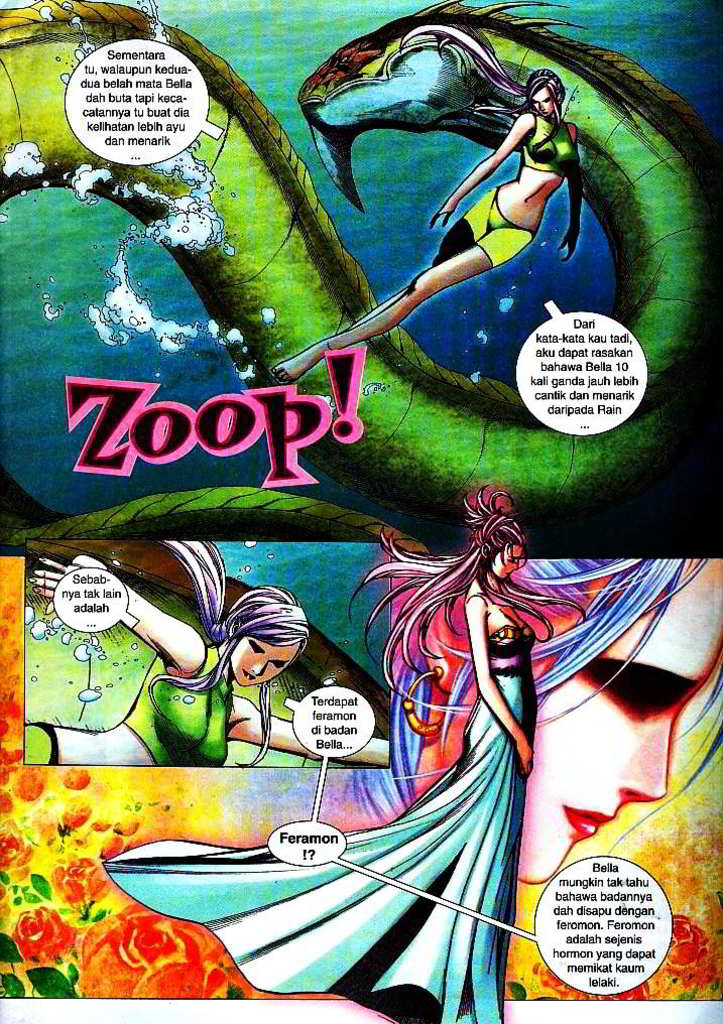 Sementara
tu, walaupun kedua-
dua belah mata Bella
dah buta tapi keca-
catannya tu buat dia
kelihatan lebih ayu
dan menarik
...
Dari
kata-kata kau tadi,
aku dapat rasakan
bahawa Bella 10
kali ganda jauh lebih
cantik dan menarik
daripada Rain
...
Zoop!
Sebab-
nya tak lain
adalah
...
Terdapat
feramon
di badan
Bella...
Feramon
!?
Bella
mungkin tak tahu
bahawa badannya
dah disapu dengan
feromon. Feromon
adalah sejenis
hormon yang dapat
memikat kaum
lelaki.